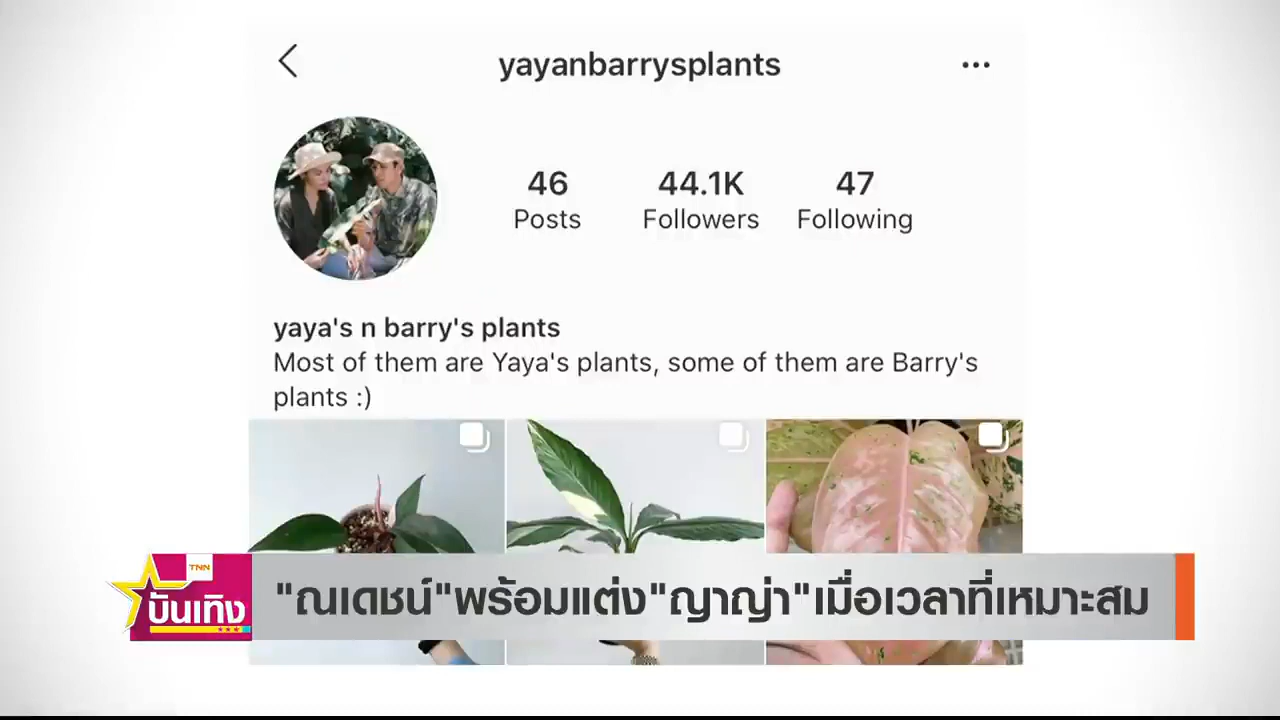 yayanbarrysplants
46
44.1K
47
Posts
Followers
Following
yaya's n barry's plants
Most of them are Yaya's plants, some of them are Barry's
plants :)
TNN
บันเทิง
"ณเดชน์"พร้อมแต่ง"ญาญ่า"เมื่อเวลาที่เหมาะสม